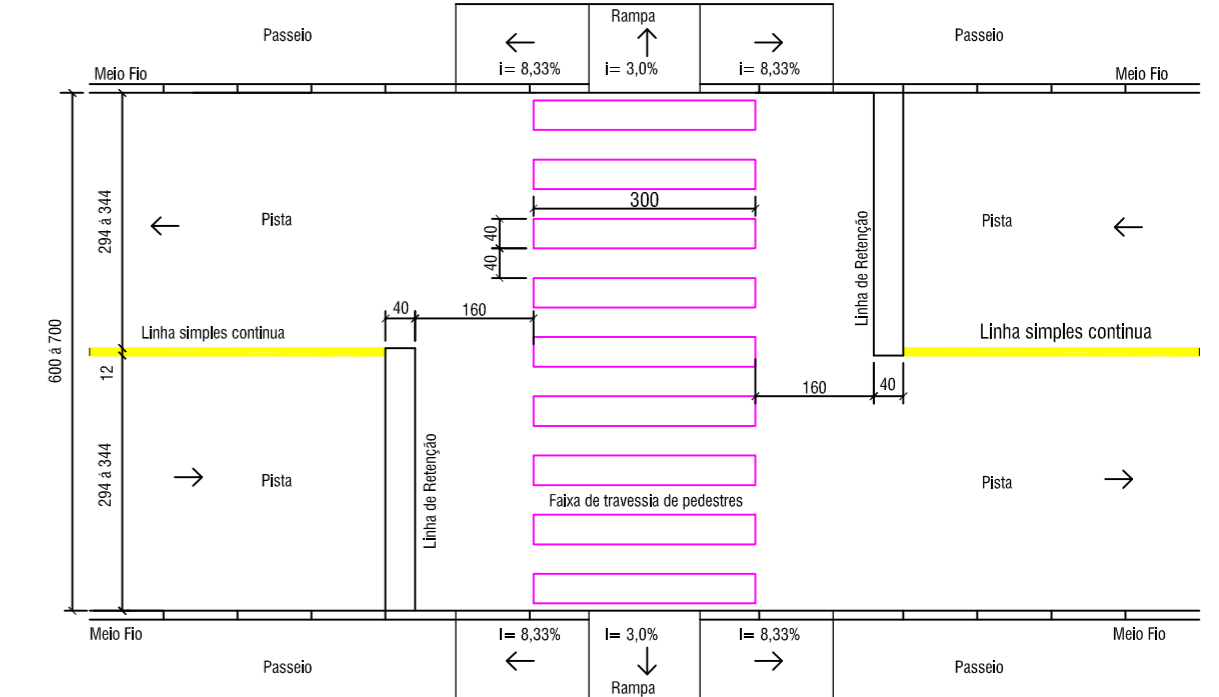 Rampa
Passeio
Passeio
i= 8,33%
i= 3,0%
i= 8,33%
Meio Fio
Meio Fio
300
294 á 344
Pista
40
Linha de Retenção
Pista
40
40
160
Linha simples continua
Linha simples continua
600 á 700
12
160
40
294 á 344
Pista
Linha de Retenção
Faixa de travessia de pedestres
Pista
Meio Fio
I= 8,33%
I= 3,0%
I= 8,33%
Meio Fio
Passeio
Passeio
Rampa